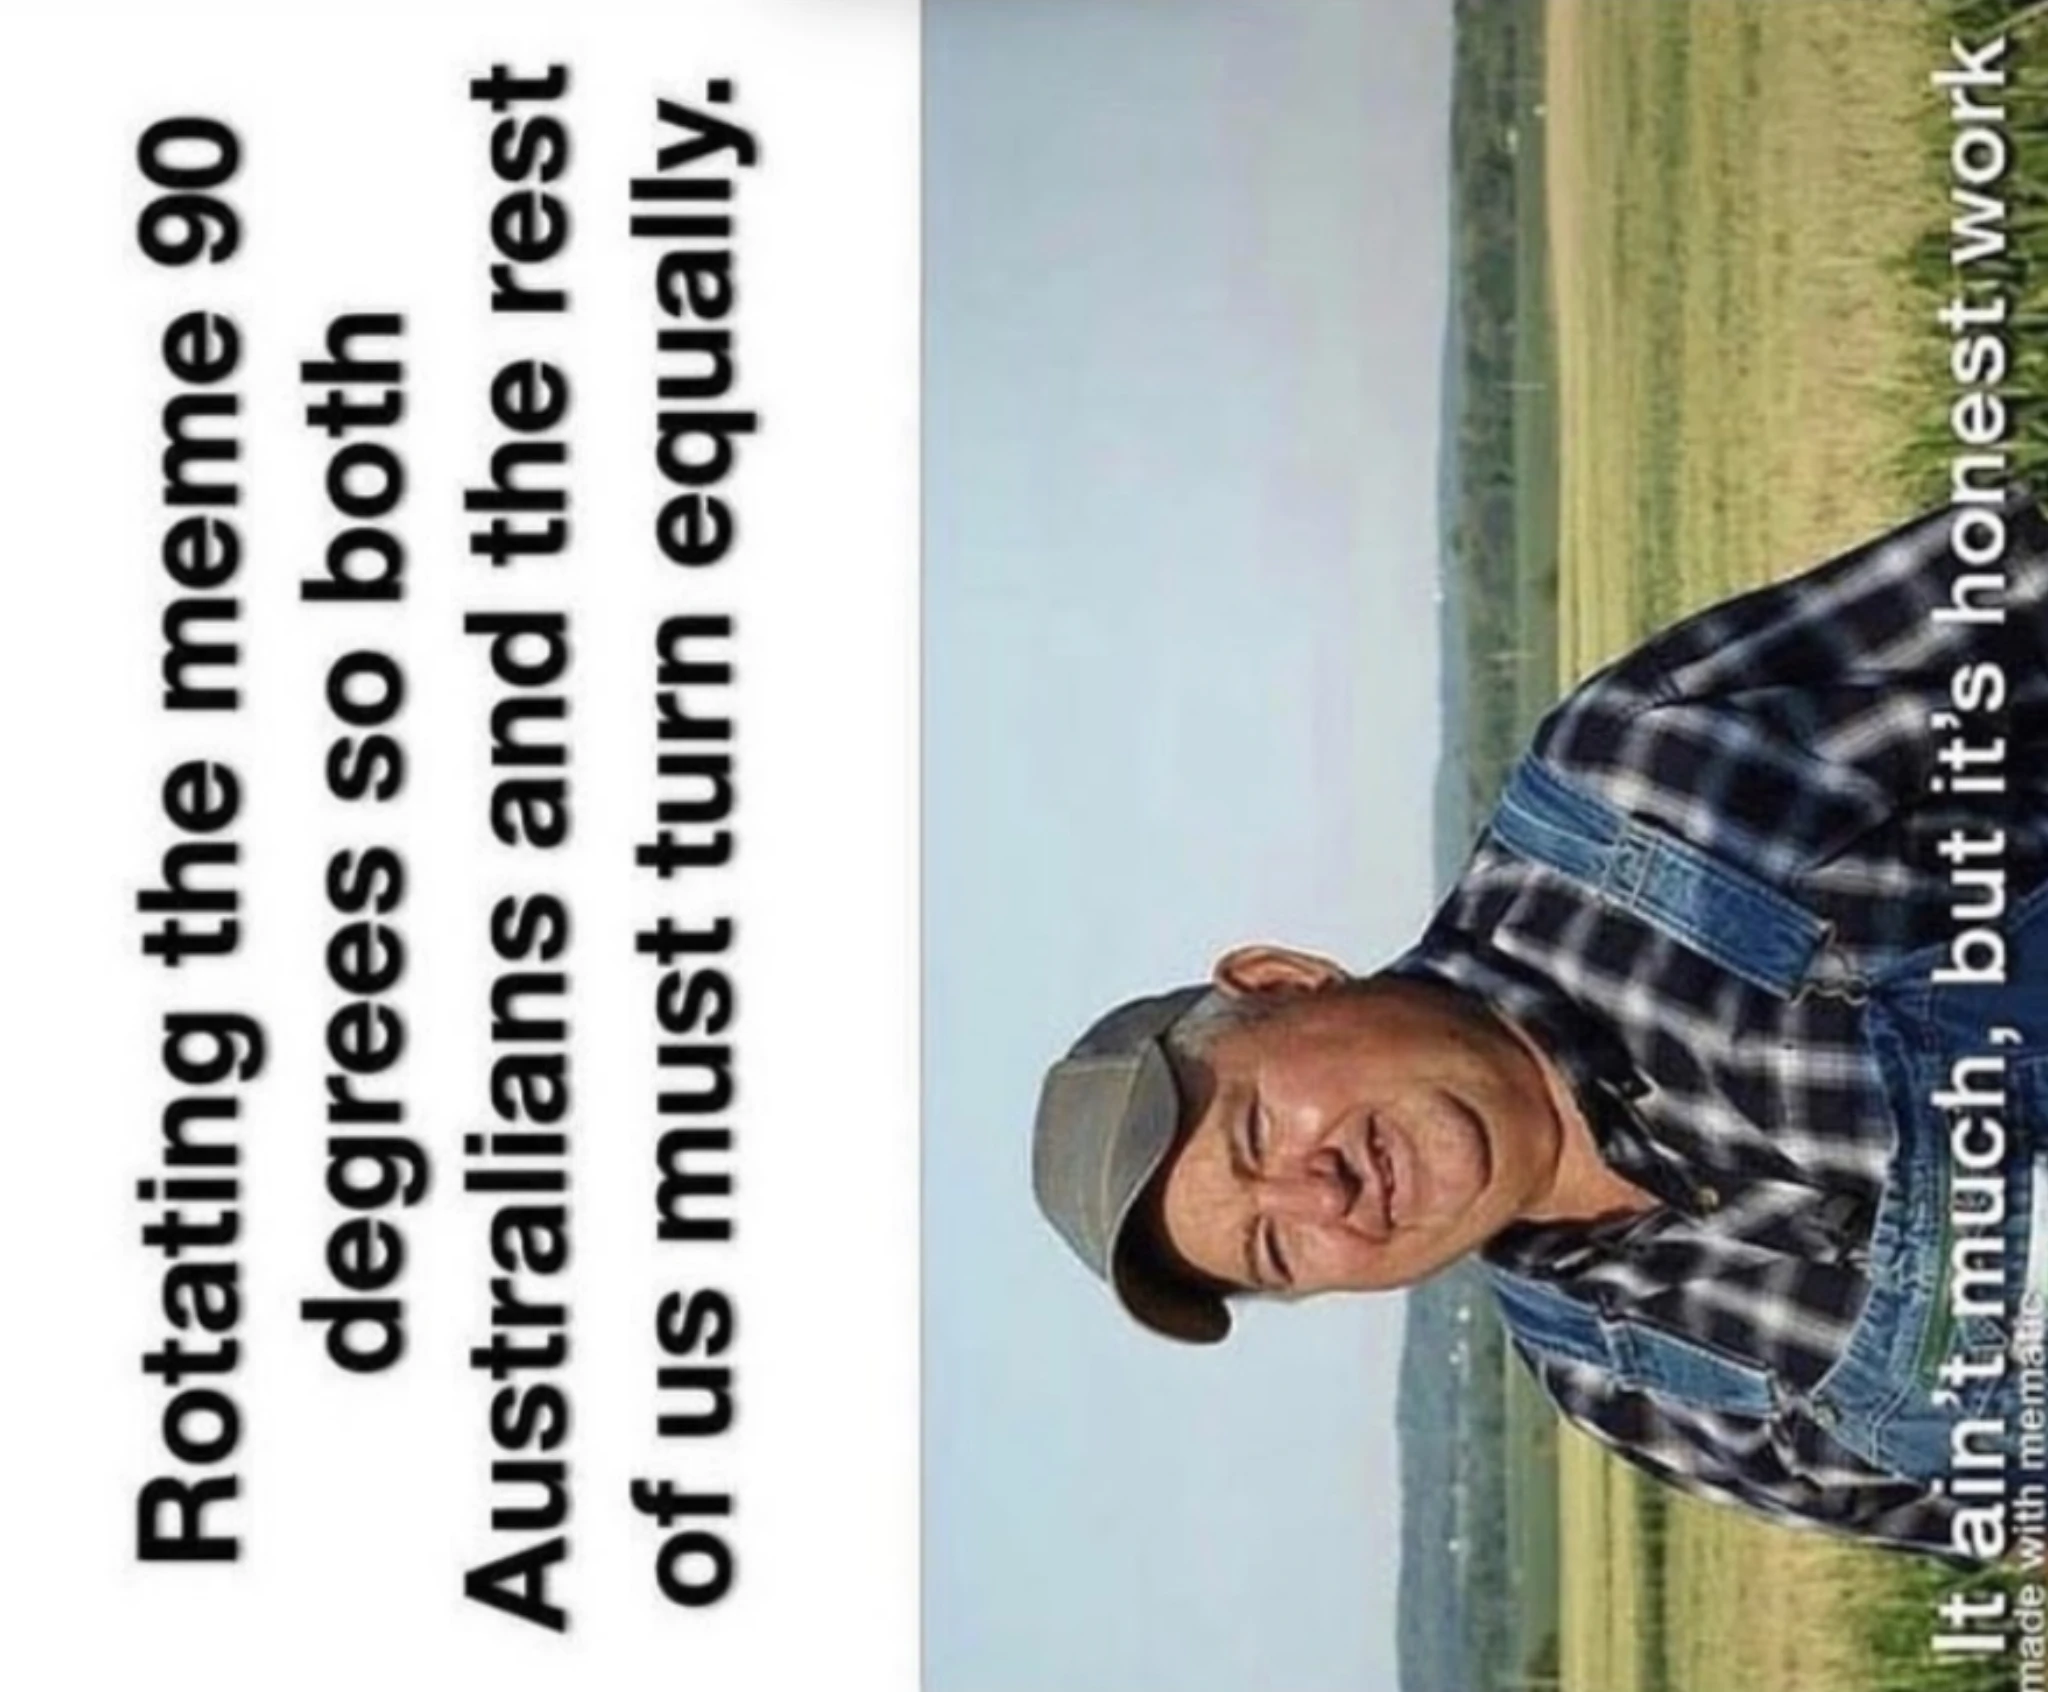 Rotating the meme 90
degrees so both
Australians and the rest
of us must turn equally.
It ain't much, but it's honest work
made with mematic